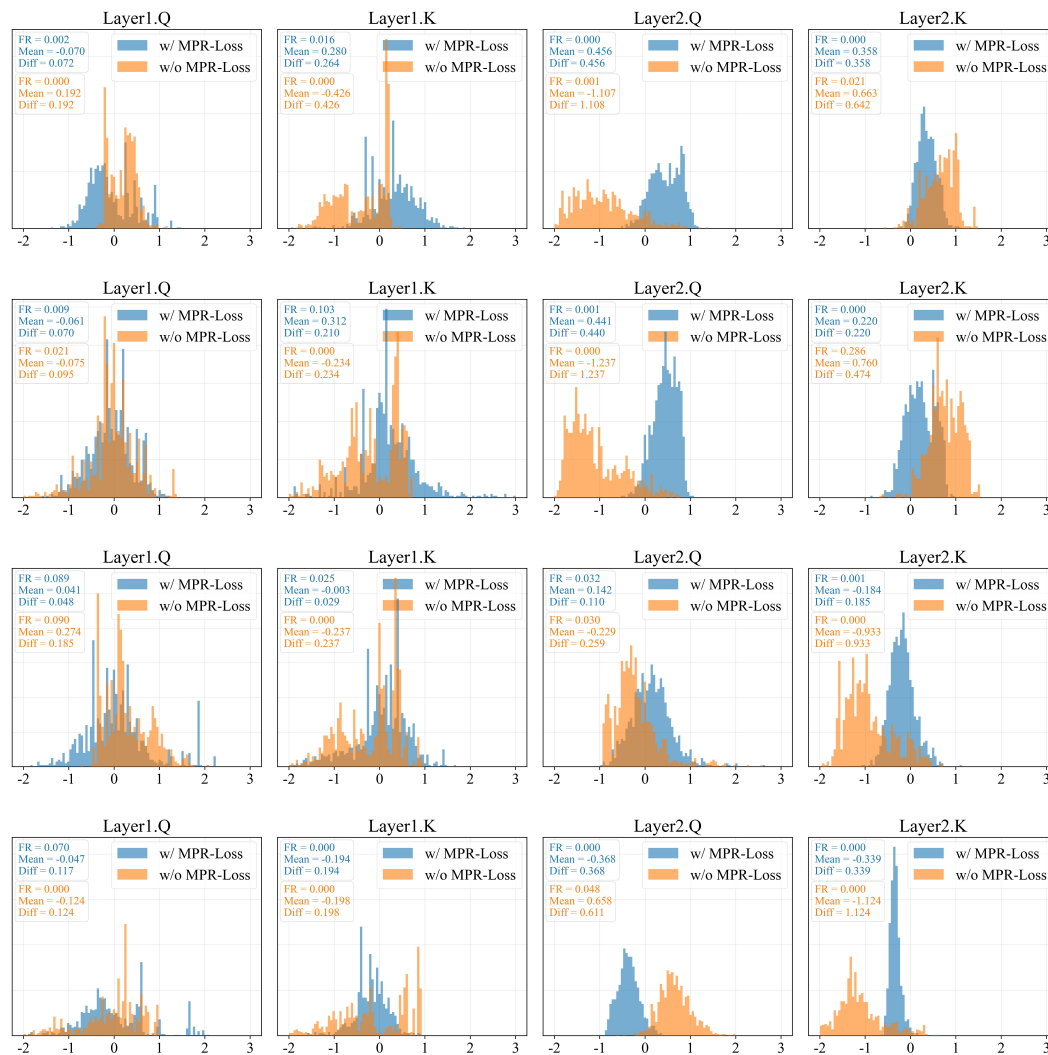 Layer1.Q
FR = 0.002
Mean = -0.070
Diff = 0.072
FR = 0.000
Mean = 0.192
Diff = 0.192
w/ MPR-Loss
w/o MPR-Loss
-2 -1 0 1 2 3
Layer1.K
FR = 0.016
Mean = 0.280
Diff = 0.264
FR = 0.000
Mean = -0.426
Diff = 0.426
w/ MPR-Loss
w/o MPR-Loss
-2 -1 0 1 2 3
Layer2.Q
FR = 0.000
Mean = 0.456
Diff = 0.456
FR = 0.001
Mean = -1.107
Diff = 1.108
w/ MPR-Loss
w/o MPR-Loss
-2 -1 0 1 2 3
Layer2.K
FR = 0.000
Mean = 0.358
Diff = 0.358
FR = 0.021
Mean = 0.663
Diff = 0.642
w/ MPR-Loss
w/o MPR-Loss
-2 -1 0 1 2 3
Layer1.Q
FR = 0.009
Mean = -0.061
Diff = 0.070
FR = 0.021
Mean = -0.075
Diff = 0.095
w/ MPR-Loss
w/o MPR-Loss
-2 -1 0 1 2 3
Layer1.K
FR = 0.103
Mean = 0.312
Diff = 0.210
FR = 0.000
Mean = -0.234
Diff = 0.234
w/ MPR-Loss
w/o MPR-Loss
-2 -1 0 1 2 3
Layer2.Q
FR = 0.001
Mean = 0.441
Diff = 0.440
FR = 0.000
Mean = -1.237
Diff = 1.237
w/ MPR-Loss
w/o MPR-Loss
-2 -1 0 1 2 3
Layer2.K
FR = 0.000
Mean = 0.220
Diff = 0.220
FR = 0.286
Mean = 0.760
Diff = 0.474
w/ MPR-Loss
w/o MPR-Loss
-2 -1 0 1 2 3
Layer1.Q
FR = 0.089
Mean = 0.041
Diff = 0.048
FR = 0.090
Mean = 0.274
Diff = 0.185
w/ MPR-Loss
w/o MPR-Loss
-2 -1 0 1 2 3
Layer1.K
FR = 0.025
Mean = -0.003
Diff = 0.029
FR = 0.000
Mean = -0.237
Diff = 0.237
w/ MPR-Loss
w/o MPR-Loss
-2 -1 0 1 2 3
Layer2.Q
FR = 0.032
Mean = 0.142
Diff = 0.110
FR = 0.030
Mean = -0.229
Diff = 0.259
w/ MPR-Loss
w/o MPR-Loss
-2 -1 0 1 2 3
Layer2.K
FR = 0.001
Mean = -0.184
Diff = 0.185
FR = 0.000
Mean = -0.933
Diff = 0.933
w/ MPR-Loss
w/o MPR-Loss
-2 -1 0 1 2 3
Layer1.Q
FR = 0.070
Mean = -0.047
Diff = 0.117
FR = 0.000
Mean = -0.124
Diff = 0.124
w/ MPR-Loss
w/o MPR-Loss
-2 -1 0 1 2 3
Layer1.K
FR = 0.000
Mean = -0.194
Diff = 0.194
FR = 0.000
Mean = -0.198
Diff = 0.198
w/ MPR-Loss
w/o MPR-Loss
-2 -1 0 1 2 3
Layer2.Q
FR = 0.000
Mean = -0.368
Diff = 0.368
FR = 0.048
Mean = 0.658
Diff = 0.611
w/ MPR-Loss
w/o MPR-Loss
-2 -1 0 1 2 3
Layer2.K
FR = 0.000
Mean = -0.339
Diff = 0.339
FR = 0.000
Mean = -1.124
Diff = 1.124
w/ MPR-Loss
w/o MPR-Loss
-2 -1 0 1 2 3